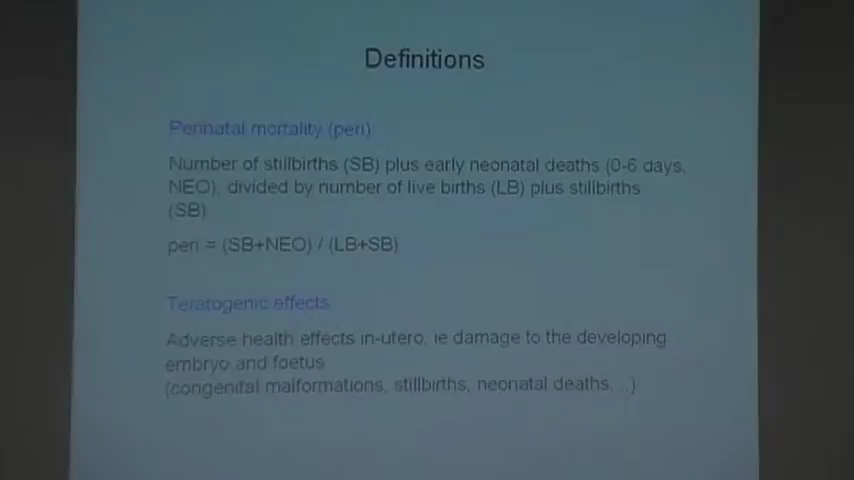 Definitions
Perinatal mortality (peri)
Number of stillbirths (SB) plus early neonatal deaths (0-6 days,
NEO), divided by number of live births (LB) plus stillbirths
(SB)
peri = (SB+NEO) / (LB+SB)
Teratogenic effects
Adverse health effects in-utero, ie damage to the developing
embryo and foetus
(congenital malformations, stillbirths, neonatal deaths, ..)